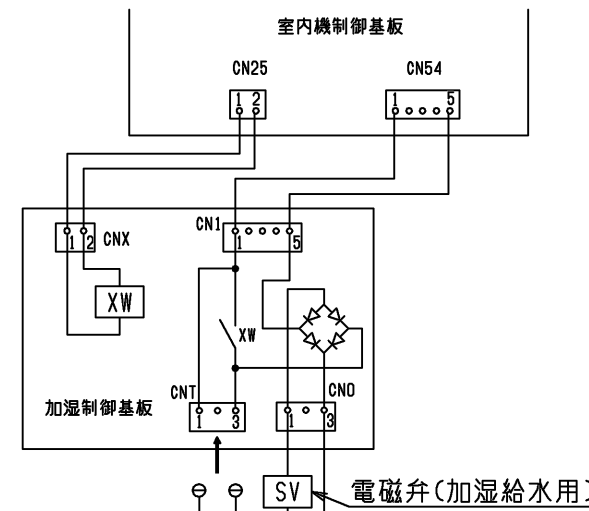 室内機制御基板
CN25
CN54
1 2
1 5
CN1
1 2
CNX
1 5
XW
XW
CNT
CNO
加湿制御基板
1 3
1 3
SV
電磁弁(加湿給水用)